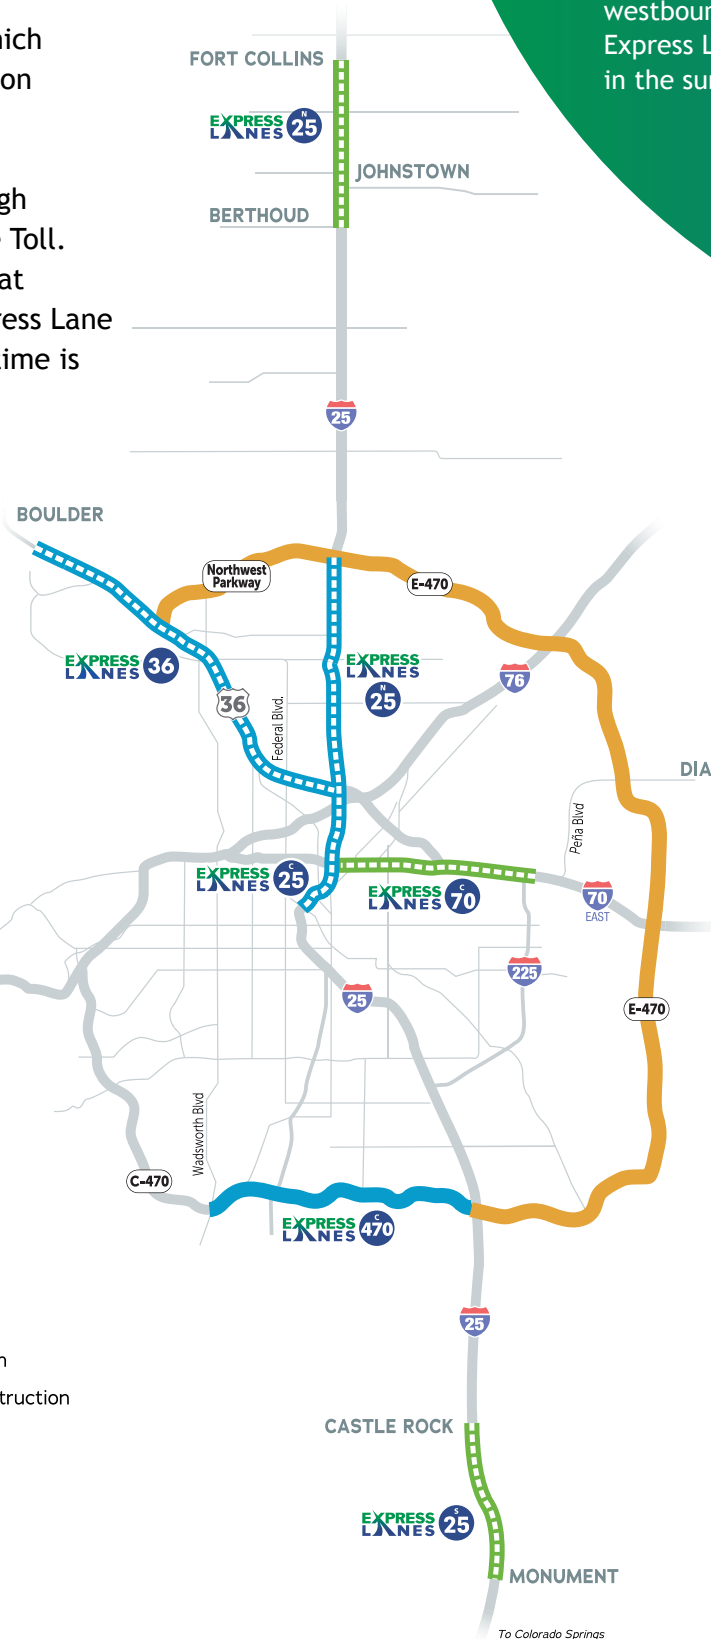 westboun
Express L
in the su
ich
on
gh
Toll.
at
ress Lane
ime is
FORT COLLINS
EXPRESS
LANES
N
25
JOHNSTOWN
BERTHOUD
25
BOULDER
Northwest
Parkway
E-470
EXPRESS
LANES
36
EXPRESS
LANES
N
25
76
36
Federal Blvd.
DIA
Peña Blvd
EXPRESS
LANES
C
25
EXPRESS
LANES
C
70
70
EAST
225
25
E-470
Wadsworth Blvd
C-470
EXPRESS
LANES
C
470
25
n
truction
CASTLE ROCK
EXPRESS
LANES
S
25
MONUMENT
To Colorado Springs